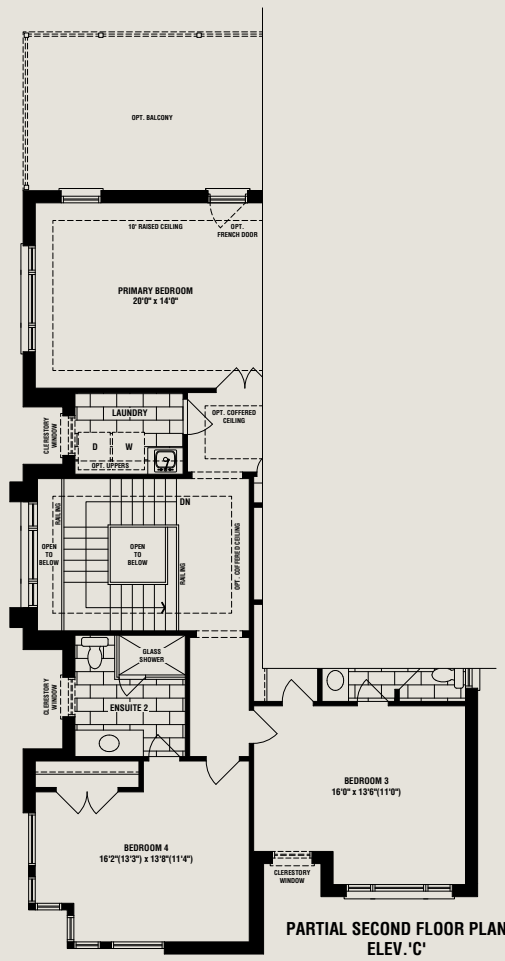 OPT. BALCONY
10' RAISED CEILING
OPT.
FRENCH DOOR
PRIMARY BEDROOM
20'0" x 14'0"
LAUNDRY
OPT. COFFERED
CEILING
CLERESTORY
WINDOW
D
W
OPT. UPPERS
DN
RAILING
OPEN
TO
BELOW
OPEN
TO
BELOW
RAILING
OPT. COFFERED CEILING
GLASS
SHOWER
CLERESTORY
WINDOW
ENSUITE 2
BEDROOM 3
16'0" x 13'6"(11'0")
BEDROOM 4
16'2"(13'3") x 13'8"(11'4")
CLERESTORY
WINDOW
PARTIAL SECOND FLOOR PLAN
ELEV.'C'